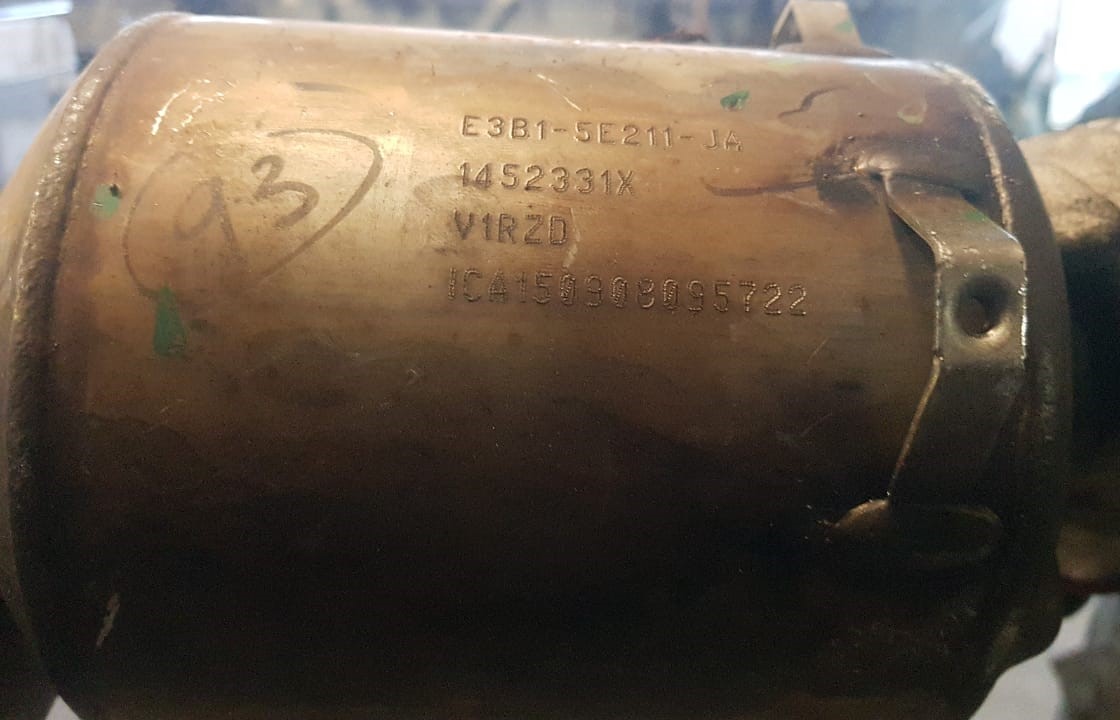 E3B1-5E211-JA
1452331X
V1RZD
ICA150908095722
93